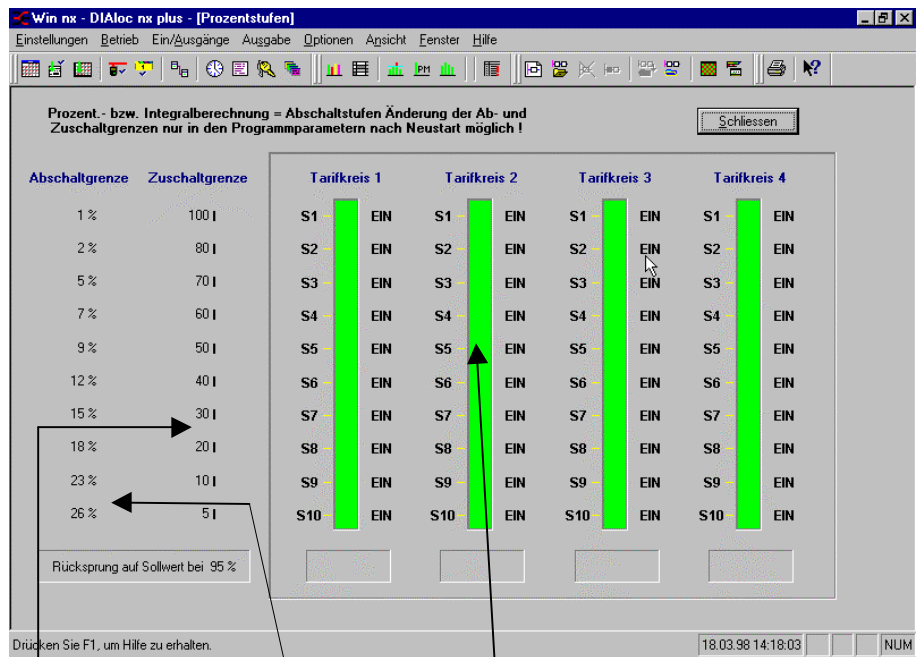 Win nx - DIAloc nx plus - [Prozentstufen]
Einstellungen Betrieb Ein/Ausgänge Ausgabe Optionen Ansicht Fenster Hilfe
PM
Prozent.- bzw. Integralberechnung = Abschaltstufen Änderung der Ab- und
Zuschaltgrenzen nur in den Programmparametern nach Neustart möglich !
Schliessen
Abschaltgrenze Zuschaltgrenze Tarifkreis 1 Tarifkreis 2 Tarifkreis 3 Tarifkreis 4
1 % 100 I S1 EIN S1 EIN S1 EIN S1 EIN
2 % 80 I S2 EIN S2 EIN S2 EIN S2 EIN
5 % 70 I S3 EIN S3 EIN S3 EIN S3 EIN
7 % 60 I S4 EIN S4 EIN S4 EIN S4 EIN
9 % 50 I S5 EIN S5 EIN S5 EIN S5 EIN
12 % 40 I S6 EIN S6 EIN S6 EIN S6 EIN
15 % 30 I S7 EIN S7 EIN S7 EIN S7 EIN
18 % 20 I S8 EIN S8 EIN S8 EIN S8 EIN
23 % 10 I S9 EIN S9 EIN S9 EIN S9 EIN
26 % 5 I S10 EIN S10 EIN S10 EIN S10 EIN
Rücksprung auf Sollwert bei 95 %
Drücken Sie F1, um Hilfe zu erhalten. 18.03.98 14:18:03 NUM